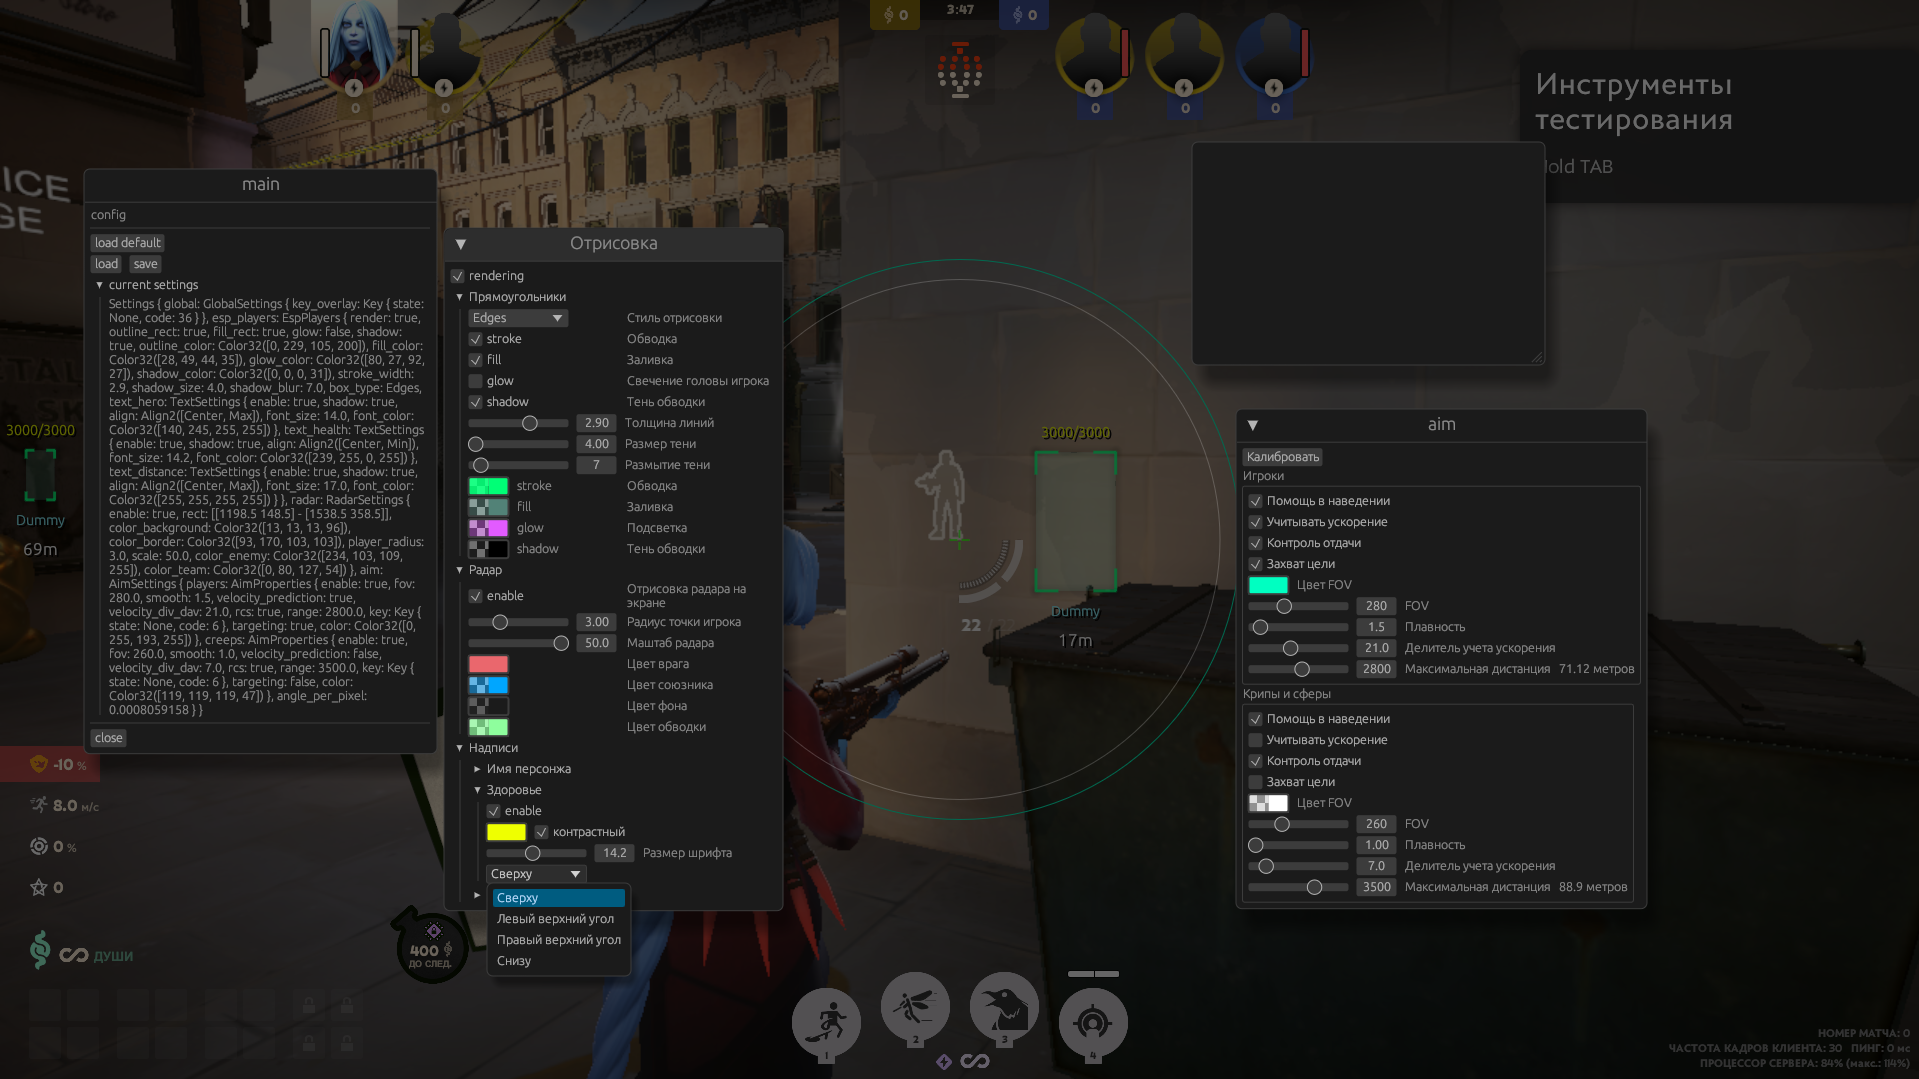 0
3:47
0
0
0
0
0
0
Инструменты
тестирования
old TAB
ICE
GE
main
config
load default
load save
current settings
Settings { global: GlobalSettings { key_overlay: Key { state:
None, code: 36 } }, esp_players: EspPlayers { render: true,
outline_rect: true, fill_rect: true, glow: false, shadow:
true, outline_color: Color32([0, 229, 105, 200]), fill_color:
Color32([28, 49, 44, 35]), glow_color: Color32([80, 27, 92,
27]), shadow_color: Color32([0, 0, 0, 31]), stroke_width:
2.9, shadow_size: 4.0, shadow_blur: 7.0, box_type: Edges,
text_hero: TextSettings { enable: true, shadow: true,
align: Align2([Center, Max]), font_size: 14.0, font_color:
Color32([140, 245, 255, 255]) }, text_health: TextSettings
{ enable: true, shadow: true, align: Align2([Center, Min]),
font_size: 14.2, font_color: Color32([239, 255, 0, 255]) },
text_distance: TextSettings { enable: true, shadow: true,
align: Align2([Center, Max]), font_size: 17.0, font_color:
Color32([255, 255, 255, 255]) } }, radar: RadarSettings {
enable: true, rect: [[1198.5 148.5] - [1538.5 358.5]],
color_background: Color32([13, 13, 13, 96]),
color_border: Color32([93, 170, 103, 103]), player_radius:
3.0, scale: 50.0, color_enemy: Color32([234, 103, 109,
255]), color_team: Color32([0, 80, 127, 54]) }, aim:
AimSettings { players: AimProperties { enable: true, fov:
280.0, smooth: 1.5, velocity_prediction: true,
velocity_div_dav: 21.0, rcs: true, range: 2800.0, key: Key {
state: None, code: 6 }, targeting: true, color: Color32([0,
255, 193, 255]) }, creeps: AimProperties { enable: true,
fov: 260.0, smooth: 1.0, velocity_prediction: false,
velocity_div_dav: 7.0, rcs: true, range: 3500.0, key: Key {
state: None, code: 6 }, targeting: false, color:
Color32([119, 119, 119, 47]) }, angle_per_pixel:
0.0008059158 } }
close
3000/3000
Dummy
69m
Отрисовка
rendering
Прямоугольники
Edges Стиль отрисовки
stroke Обводка
fill Заливка
glow Свечение головы игрока
shadow Тень обводки
2.90 Толщина линий
4.00 Размер тени
7 Размытие тени
stroke Обводка
fill Заливка
glow Подсветка
shadow Тень обводки
Радар
enable Отрисовка радара на
экране
3.00 Радиус точки игрока
50.0 Маштаб радара
Цвет врага
Цвет союзника
Цвет фона
Цвет обводки
Надписи
Имя персонжа
Здоровье
enable
контрастный
14.2 Размер шрифта
Сверху
Сверху
Левый верхний угол
Правый верхний угол
Снизу
3000/3000
Dummy
17m
22
aim
Калибровать
Игроки
Помощь в наведении
Учитывать ускорение
Контроль отдачи
Захват цели
Цвет FOV
280 FOV
1.5 Плавность
21.0 Делитель учета ускорения
2800 Максимальная дистанция 71.12 метров
Крипы и сферы
Помощь в наведении
Учитывать ускорение
Контроль отдачи
Захват цели
Цвет FOV
260 FOV
1.00 Плавность
7.0 Делитель учета ускорения
3500 Максимальная дистанция 88.9 метров
-10 %
8.0 м/с
0 %
0
ДУШИ
400
ДО СЛЕД.
1
2
3
4
НОМЕР МАТЧА: 0
ЧАСТОТА КАДРОВ КЛИЕНТА: 30 ПИНГ: 0 мс
ПРОЦЕССОР СЕРВЕРА: 84% (макс.: 114%)